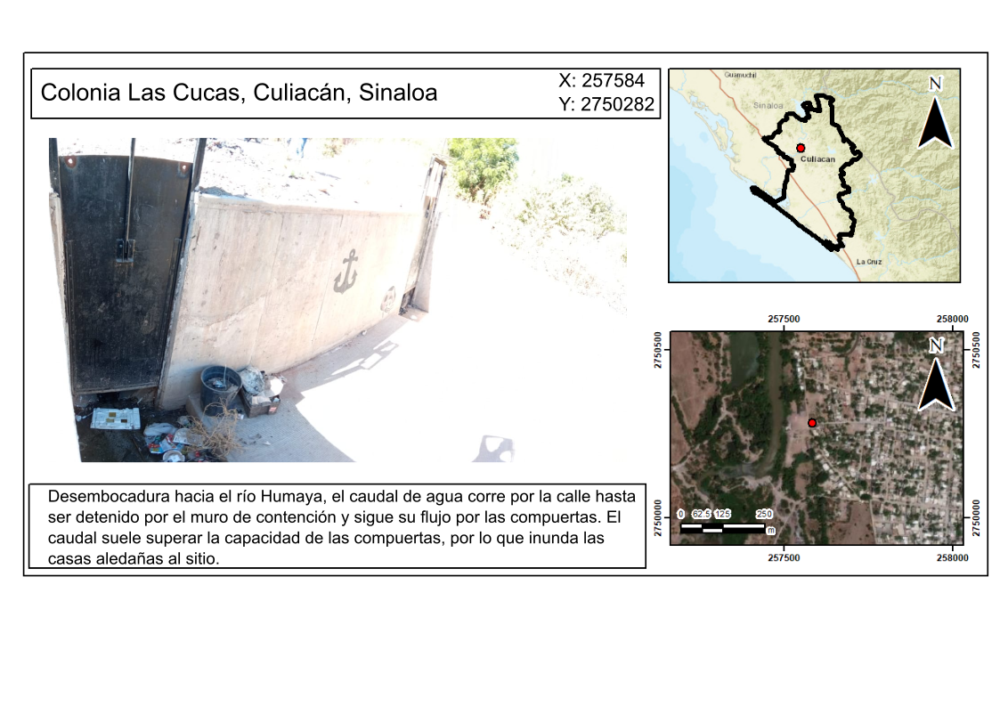 Colonia Las Cucas, Culiacán, Sinaloa
X: 257584
Y: 2750282
Guamuchil
Sinaloa
Culiacan
La Cruz
N
Desembocadura hacia el río Humaya, el caudal de agua corre por la calle hasta
ser detenido por el muro de contención y sigue su flujo por las compuertas. El
caudal suele superar la capacidad de las compuertas, por lo que inunda las
casas aledañas al sitio.
257500 258000
2750500
2750500
N
2750000
2750000
0 62.5 125 250
m
257500 258000